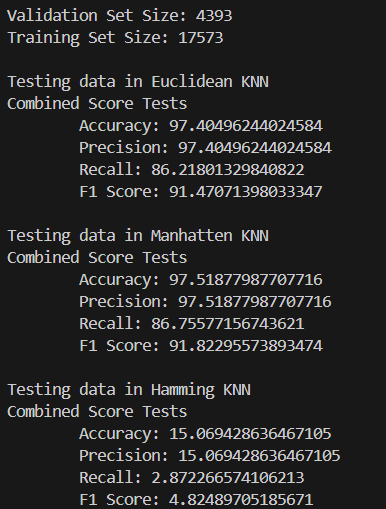 Validation Set Size: 4393
Training Set Size: 17573
Testing data in Euclidean KNN
Combined Score Tests
Accuracy: 97.40496244024584
Precision: 97.40496244024584
Recall: 86.21801329840822
F1 Score: 91.47071398033347
Testing data in Manhatten KNN
Combined Score Tests
Accuracy: 97.51877987707716
Precision: 97.51877987707716
Recall: 86.75577156743621
F1 Score: 91.82295573893474
Testing data in Hamming KNN
Combined Score Tests
Accuracy: 15.069428636467105
Precision: 15.069428636467105
Recall: 2.872266574106213
F1 Score: 4.82489705185671